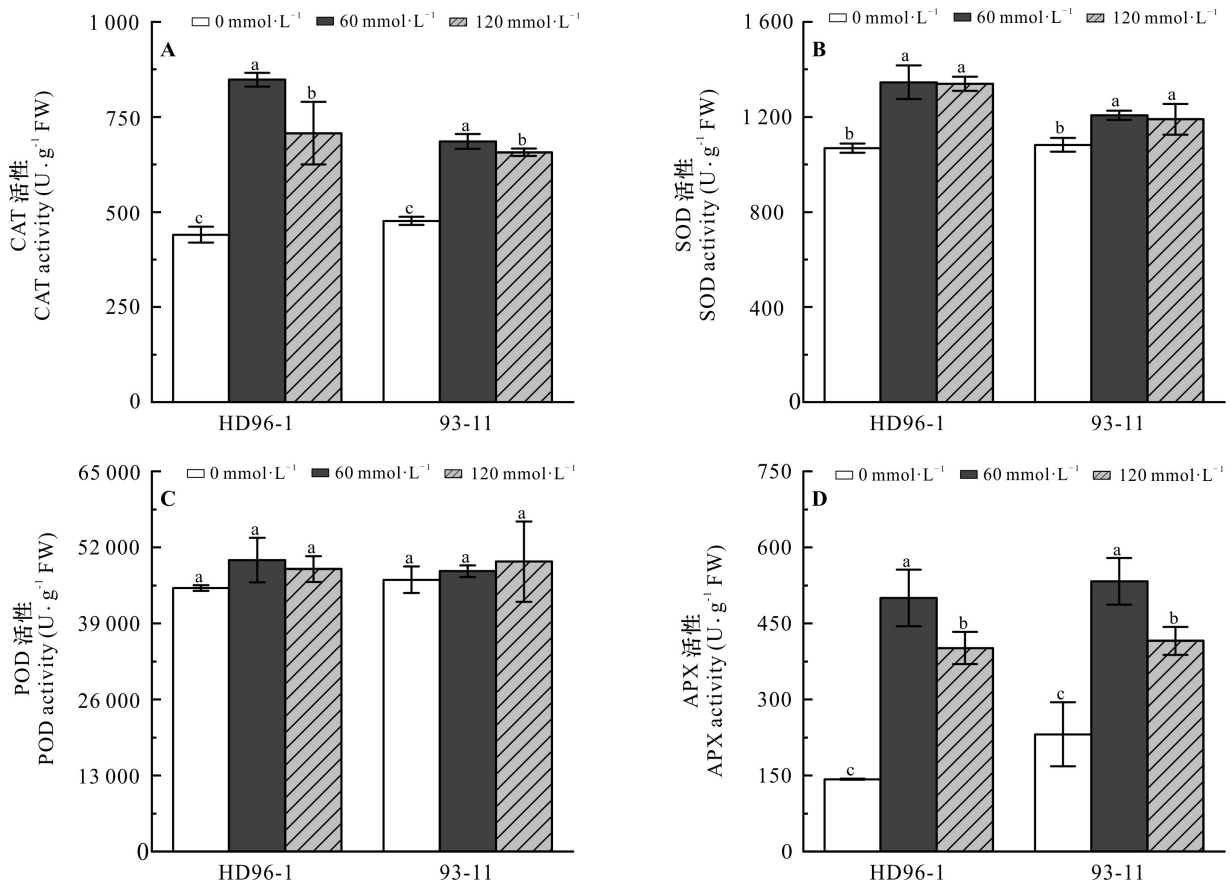 1 000
0 mmol·L⁻¹ 60 mmol·L⁻¹ 120 mmol·L⁻¹
A
a
b
750
a
b
CAT 活性
CAT activity (U·g⁻¹ FW)
500
c
c
250
0
HD96-1 93-11
1 600
0 mmol·L⁻¹ 60 mmol·L⁻¹ 120 mmol·L⁻¹
B
a a
a a
1 200
b b
SOD 活性
SOD activity (U·g⁻¹ FW)
800
400
0
HD96-1 93-11
65 000
0 mmol·L⁻¹ 60 mmol·L⁻¹ 120 mmol·L⁻¹
C
a
a
52 000
a a a
a
POD 活性
POD activity (U·g⁻¹ FW)
39 000
26 000
13 000
0
HD96-1 93-11
750
0 mmol·L⁻¹ 60 mmol·L⁻¹ 120 mmol·L⁻¹
D
600
a a
450
b b
APX 活性
APX activity (U·g⁻¹ FW)
300
c
150
c
0
HD96-1 93-11